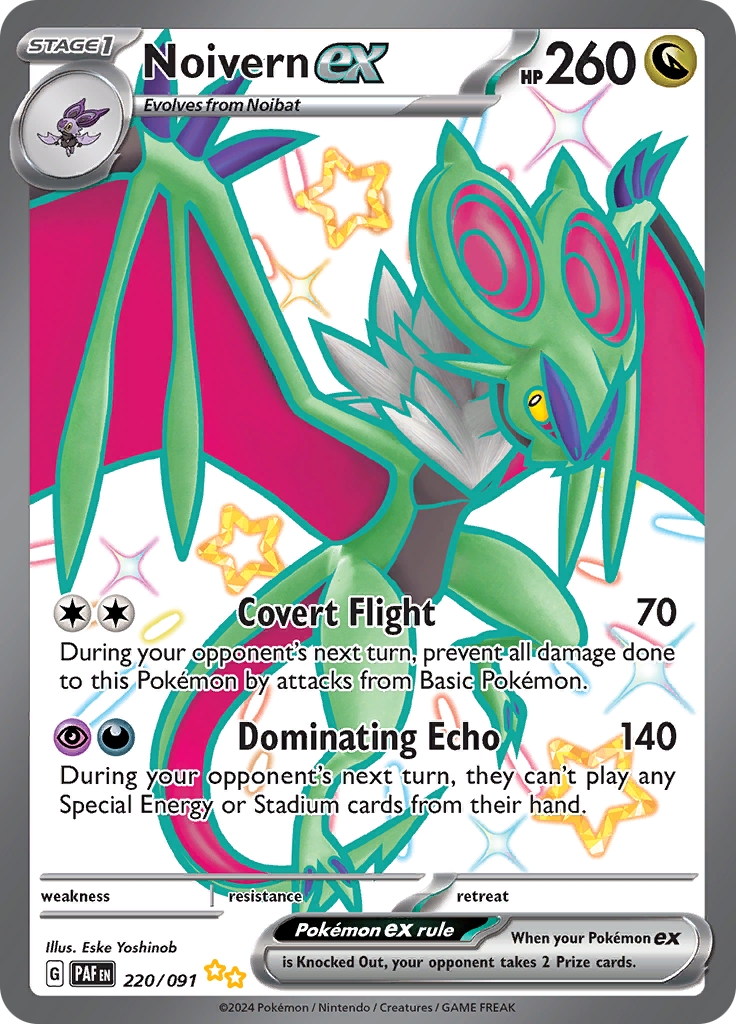 STAGE1
Noivern ex
HP 260
Evolves from Noibat
Covert Flight 70
During your opponent's next turn, prevent all damage done
to this Pokémon by attacks from Basic Pokémon.
Dominating Echo 140
During your opponent's next turn, they can't play any
Special Energy or Stadium cards from their hand.
weakness resistance retreat
Illus. Eske Yoshinob
Pokémon ex rule
When your Pokémon ex
is Knocked Out, your opponent takes 2 Prize cards.
G PAF EN 220/091
©2024 Pokémon / Nintendo / Creatures / GAME FREAK